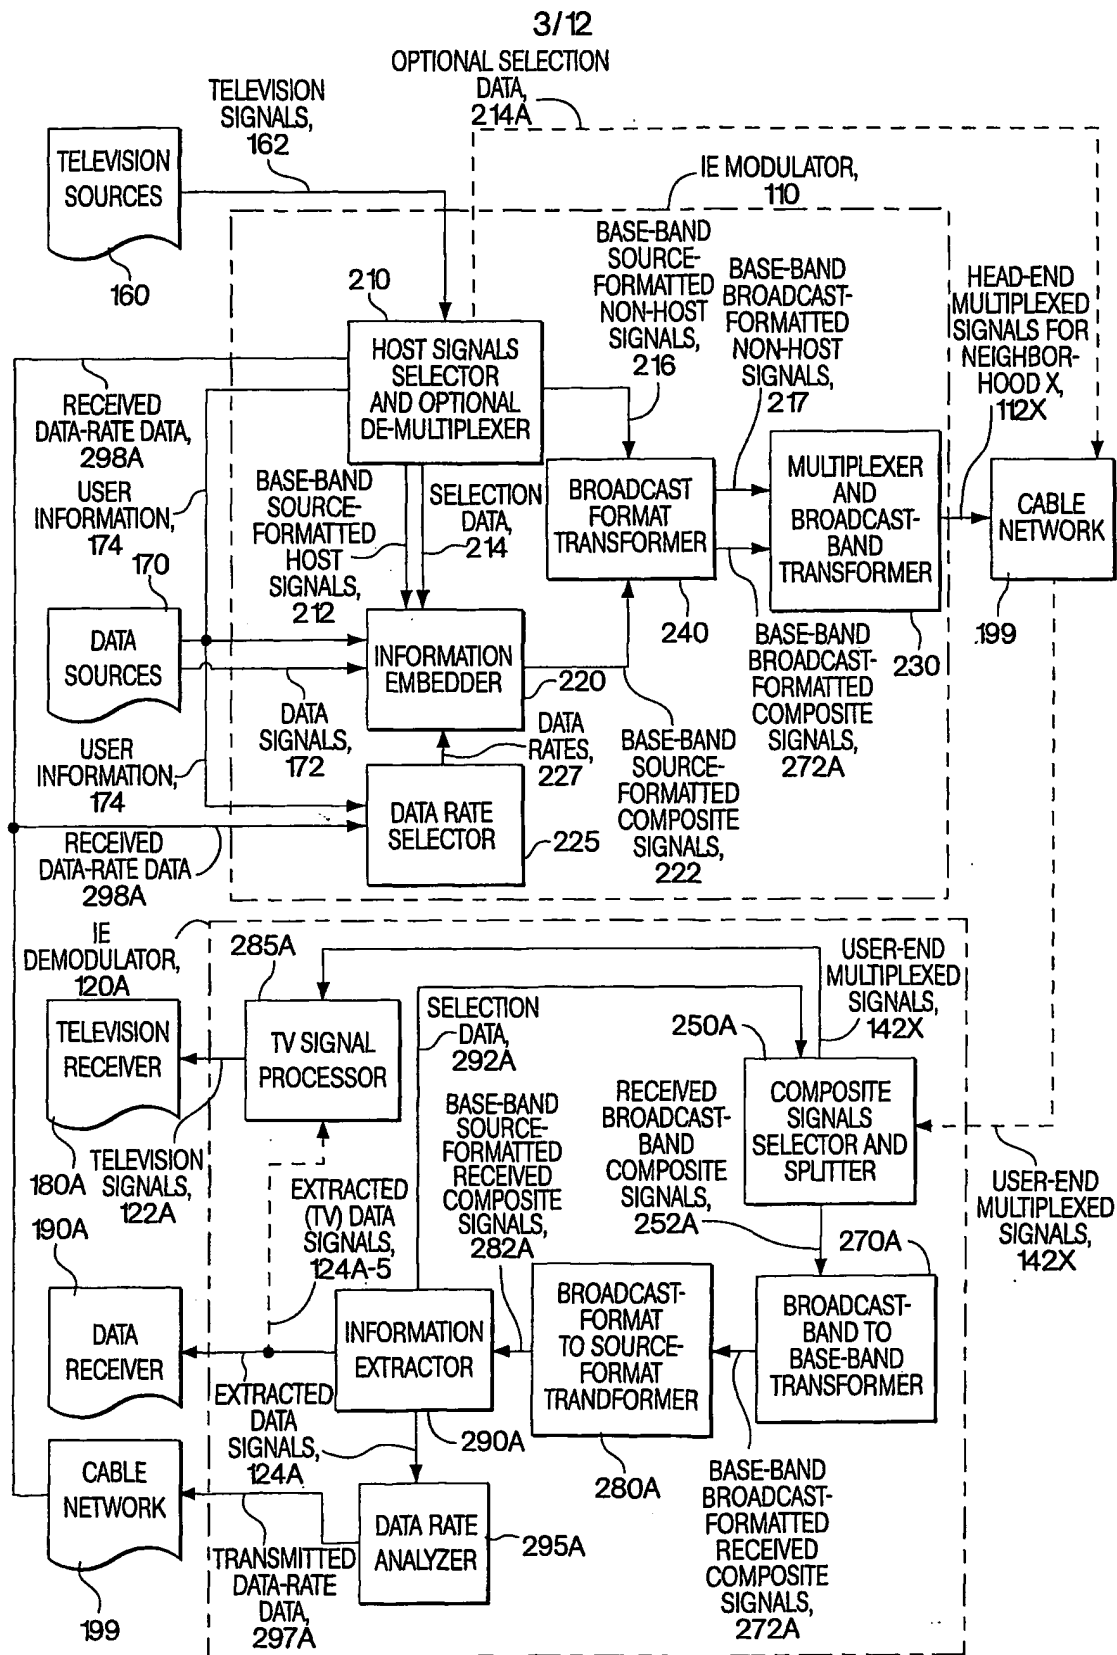 3/12
OPTIONAL SELECTION
DATA,
214A
TELEVISION
SIGNALS,
162
TELEVISION
SOURCES
160
IE MODULATOR,
110
210
HOST SIGNALS
SELECTOR
AND OPTIONAL
DE-MULTIPLEXER
BASE-BAND
SOURCE-
FORMATTED
NON-HOST
SIGNALS,
216
BASE-BAND
BROADCAST-
FORMATTED
NON-HOST
SIGNALS,
217
HEAD-END
MULTIPLEXED
SIGNALS FOR
NEIGHBOR-
HOOD X,
112X
RECEIVED
DATA-RATE DATA,
298A
USER
INFORMATION,
174
BASE-BAND
SOURCE-
FORMATTED
HOST
SIGNALS,
212
SELECTION
DATA,
214
BROADCAST
FORMAT
TRANSFORMER
240
MULTIPLEXER
AND
BROADCAST-
BAND
TRANSFORMER
230
CABLE
NETWORK
199
170
DATA
SOURCES
INFORMATION
EMBEDDER
220
DATA
SIGNALS,
172
DATA
RATES,
227
BASE-BAND
SOURCE-
FORMATTED
COMPOSITE
SIGNALS,
222
BASE-BAND
BROADCAST-
FORMATTED
COMPOSITE
SIGNALS,
272A
USER
INFORMATION,
174
DATA RATE
SELECTOR
225
RECEIVED
DATA-RATE DATA
298A
IE
DEMODULATOR,
120A
285A
TV SIGNAL
PROCESSOR
SELECTION
DATA,
292A
USER-END
MULTIPLEXED
SIGNALS,
142X
250A
COMPOSITE
SIGNALS
SELECTOR AND
SPLITTER
TELEVISION
RECEIVER
180A
TELEVISION
SIGNALS,
122A
EXTRACTED
(TV) DATA
SIGNALS,
124A-5
BASE-BAND
SOURCE-
FORMATTED
RECEIVED
COMPOSITE
SIGNALS,
282A
RECEIVED
BROADCAST-
BAND
COMPOSITE
SIGNALS,
252A
USER-END
MULTIPLEXED
SIGNALS,
142X
190A
DATA
RECEIVER
INFORMATION
EXTRACTOR
290A
BROADCAST-
FORMAT
TO SOURCE-
FORMAT
TRANDFORMER
280A
270A
BROADCAST-
BAND TO
BASE-BAND
TRANSFORMER
EXTRACTED
DATA
SIGNALS,
124A
CABLE
NETWORK
199
TRANSMITTED
DATA-RATE
DATA,
297A
DATA RATE
ANALYZER
295A
BASE-BAND
BROADCAST-
FORMATTED
RECEIVED
COMPOSITE
SIGNALS,
272A